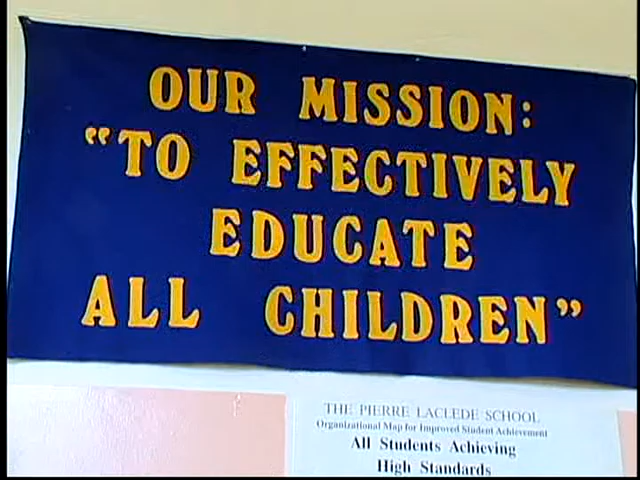 OUR MISSION:
“TO EFFECTIVELY
EDUCATE
ALL CHILDREN”
THE PIERRE LACLEDE SCHOOL
Organizational Map for Improved Student Achievement
All Students Achieving
High Standards